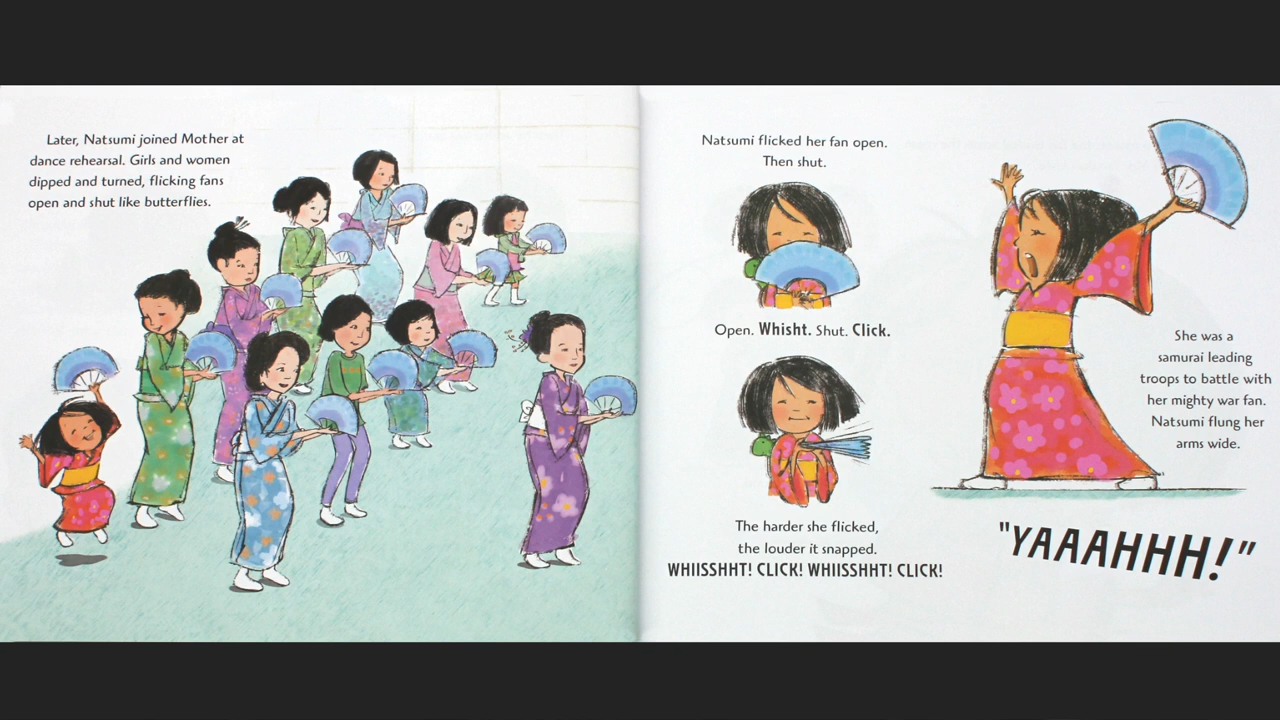 Later, Natsumi joined Mother at
dance rehearsal. Girls and women
dipped and turned, flicking fans
open and shut like butterflies.
Natsumi flicked her fan open.
Then shut.
Open. Whisht. Shut. Click.
The harder she flicked,
the louder it snapped.
WHIISSHHT! CLICK! WHIISSHHT! CLICK!
She was a
samurai leading
troops to battle with
her mighty war fan.
Natsumi flung her
arms wide.
"YAAAHHH!"